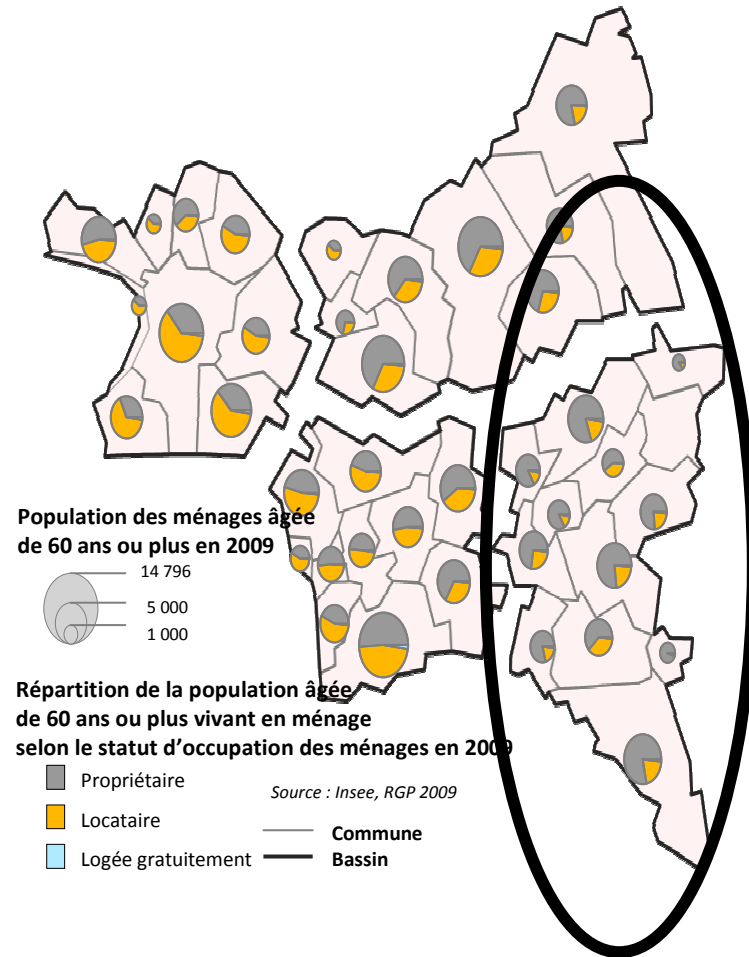 Population des ménages âgée
de 60 ans ou plus en 2009
14 796
5 000
1 000
Répartition de la population âgée
de 60 ans ou plus vivant en ménage
selon le statut d’occupation des ménages en 2009
Propriétaire
Locataire
Logée gratuitement
Source : Insee, RGP 2009
Commune
Bassin